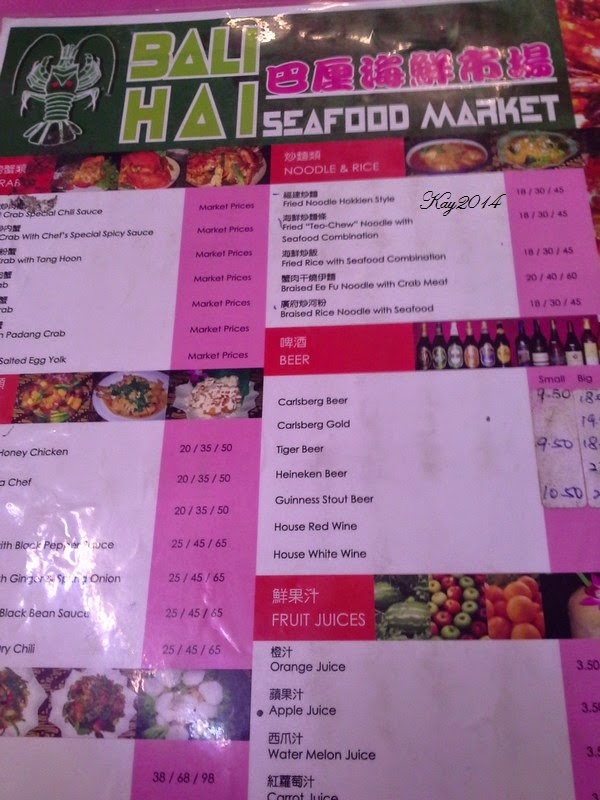 BALI HAI
巴厘海鮮市場
SEAFOOD MARKET
Crab Special Chili Sauce Market Prices
Crab With Chef's Special Spicy Sauce Market Prices
Crab with Tang Hoon Market Prices
Market Prices
Market Prices
Padang Crab Market Prices
Salted Egg Yolk Market Prices
Honey Chicken 20 / 35 / 50
Chef 20 / 35 / 50
20 / 35 / 50
with Black Pepper Sauce 25 / 45 / 65
Ginger & Spring Onion 25 / 45 / 65
Black Bean Sauce 25 / 45 / 65
Chili 25 / 45 / 65
38 / 68 / 98
炒麵類
NOODLE & RICE
Kay2014
福建炒麵
Fried Noodle Hokkien Style 18 / 30 / 45
海鮮炒麵條
Fried "Teo-Chew" Noodle with 18 / 30 / 45
Seafood Combination
海鮮炒飯
Fried Rice with Seafood Combination 18 / 30 / 45
蟹肉干燒伊麵
Braised Ee Fu Noodle with Crab Meat 20 / 40 / 60
廣府炒河粉
Braised Rice Noodle with Seafood 18 / 30 / 45
啤酒
BEER
Small Big
Carlsberg Beer 9.50
Carlsberg Gold
Tiger Beer 9.50
Heineken Beer
Guinness Stout Beer 10.50
House Red Wine
House White Wine
鮮果汁
FRUIT JUICES
橙汁
Orange Juice 3.50
蘋果汁
Apple Juice
西瓜汁
Water Melon Juice
紅蘿蔔汁
Carrot Juice